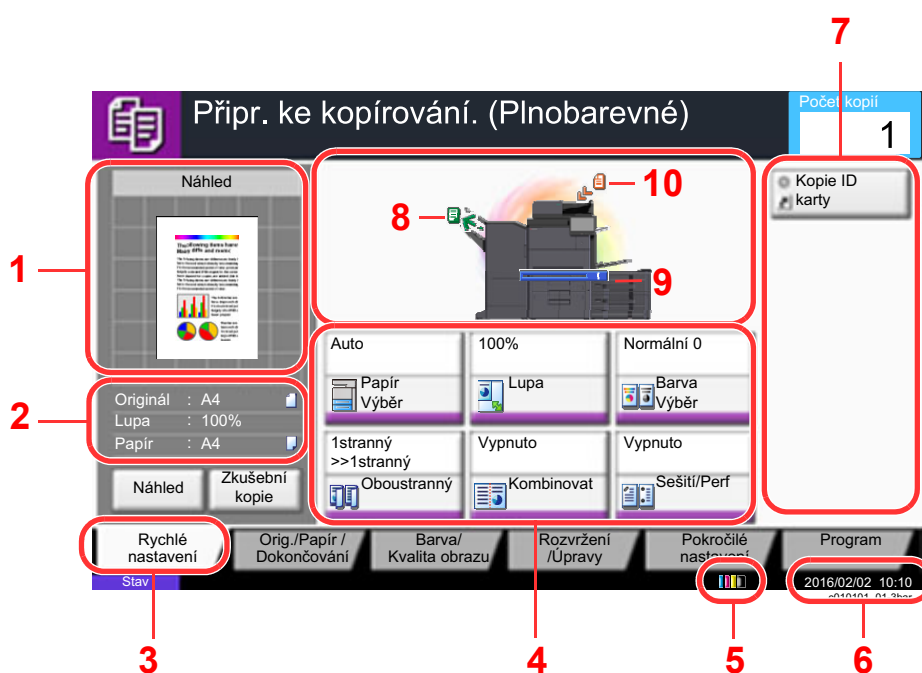 7
Připr. ke kopírování. (Plnobarevné)
Počet kopií
1
Náhled
10
Kopie ID
karty
8
1
9
Auto
100%
Normální 0
Papír
Výběr
Lupa
Barva
Výběr
2
Originál : A4
Lupa : 100%
Papír : A4
1stranný
>>1stranný
Vypnuto
Vypnuto
Oboustranný
Kombinovat
Sešití/Perf
Náhled
Zkušební
kopie
Rychlé
nastavení
Orig./Papír /
Dokončování
Barva/
Kvalita obrazu
Rozvržení
/Úpravy
Pokročilé
nastavení
Program
Stav
2016/02/02 10:10
3
4
5
6